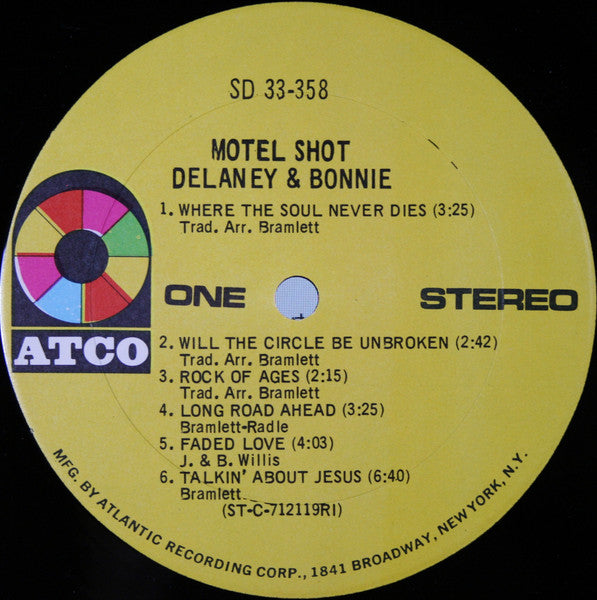 SD 33-358
MOTEL SHOT
DELANEY & BONNIE
1. WHERE THE SOUL NEVER DIES (3:25)
Trad. Arr. Bramlett
ONE
STEREO
ATCO
2. WILL THE CIRCLE BE UNBROKEN (2:42)
Trad. Arr. Bramlett
3. ROCK OF AGES (2:15)
Trad. Arr. Bramlett
4. LONG ROAD AHEAD (3:25)
Bramlett-Radle
5. FADED LOVE (4:03)
J. & B. Willis
6. TALKIN' ABOUT JESUS (6:40)
Bramlett
(ST-C-712119RI)
MFG. BY ATLANTIC RECORDING CORP., 1841 BROADWAY, NEW YORK, N.Y.